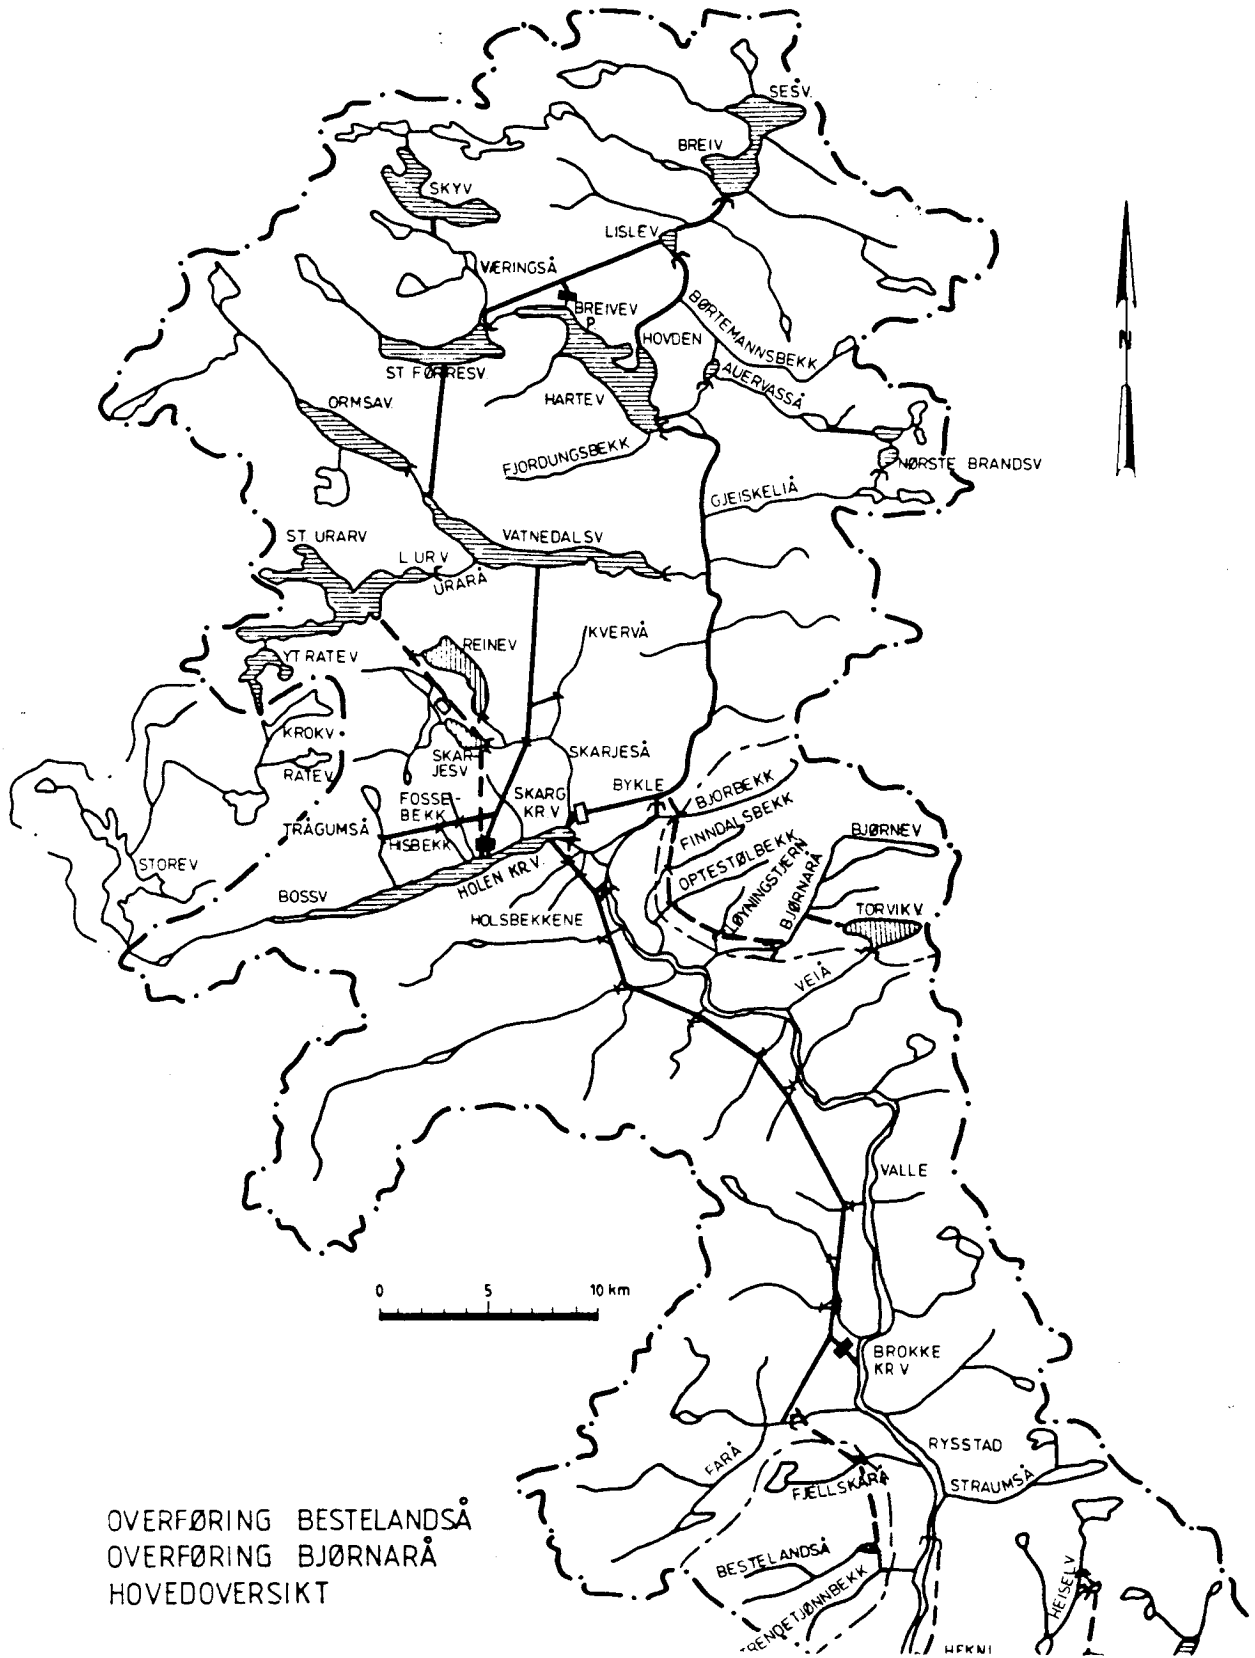 SESV.
BREIV
SKYV
LISLEV
VÆRINGSÅ
BREIVEV
P.
BØRTEMANNSBEKK
HOVDEN
ST FØRRESV.
AUERVASSÅ
ORMSAV.
HARTEV
FJORDUNGSBEKK
NØRSTE BRANDSV
N
GJEISKELIÅ
ST URARV
VATNEDALSV
L URV
URARÅ
REINEV
KVERVÅ
YT RATEV
KROKV
SKARJESÅ
SKAR
JESV
RATEV
BYKLE
SKARG
KR.V
FOSSE-
BEKK
BJORBEKK
FINNDALSBEKK
TRÅGUMSÅ
HISBEKK
BJØRNEV
OPTESTØLBEKK
STOREV
HOLEN KR.V.
BOSSV
BJØRNARÅ
TORVIKV.
HOLSBEKKENE
VEIÅ
VALLE
0 5 10 km
BROKKE
KR V
RYSSTAD
FARÅ
FJELLSKARÅ
STRAUMSÅ
OVERFØRING BESTELANDSÅ
OVERFØRING BJØRNARÅ
HOVEDOVERSIKT
BESTELANDSÅ
HEISELV
HEKNI